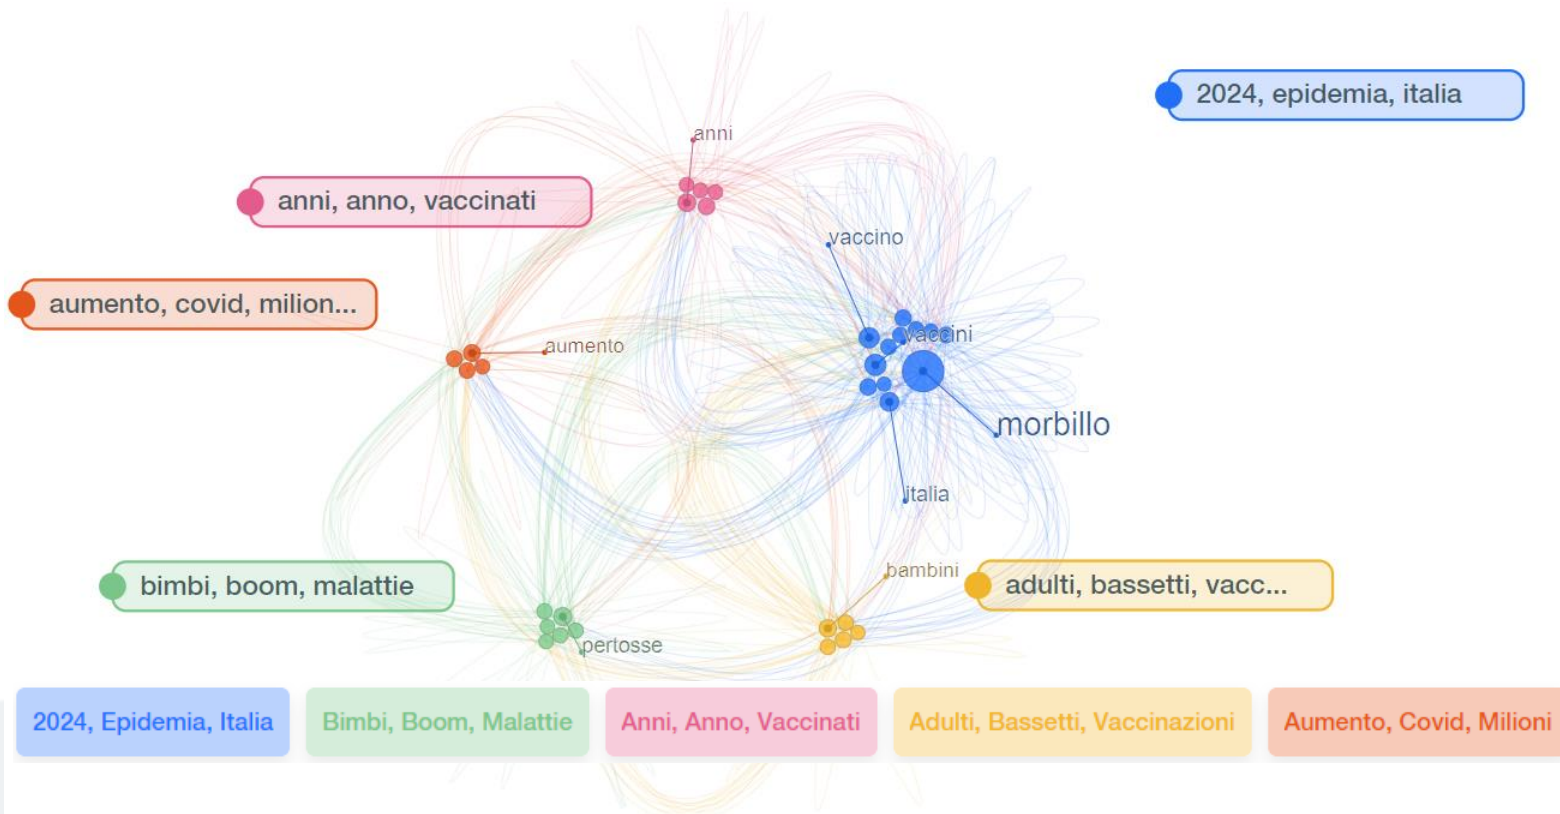 2024, epidemia, italia
anni
anni, anno, vaccinati
vaccino
aumento, covid, milion...
vaccini
aumento
morbillo
italia
bambini
bimbi, boom, malattie
adulti, bassetti, vacc...
pertosse
2024, Epidemia, Italia
Bimbi, Boom, Malattie
Anni, Anno, Vaccinati
Adulti, Bassetti, Vaccinazioni
Aumento, Covid, Milioni